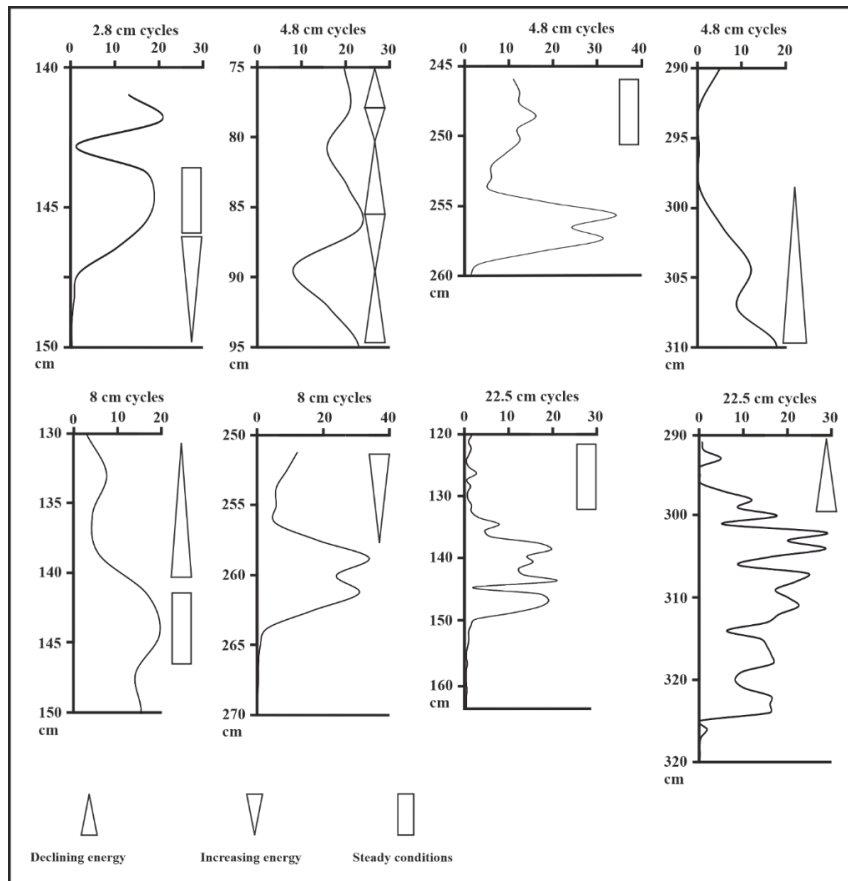 2.8 cm cycles
0 10 20 30
140
145
150
cm
4.8 cm cycles
0 10 20 30
75
80
85
90
95
4.8 cm cycles
0 10 20 30 40
245
250
255
260
cm
4.8 cm cycles
0 10 20
290
295
300
305
310
cm
8 cm cycles
0 10 20
130
135
140
145
150
cm
8 cm cycles
0 10 20 30 40
250
255
260
265
270
cm
22.5 cm cycles
0 10 20 30
120
130
140
150
160
cm
22.5 cm cycles
0 10 20 30
290
300
310
320
320
cm
Declining energy
Increasing energy
Steady conditions